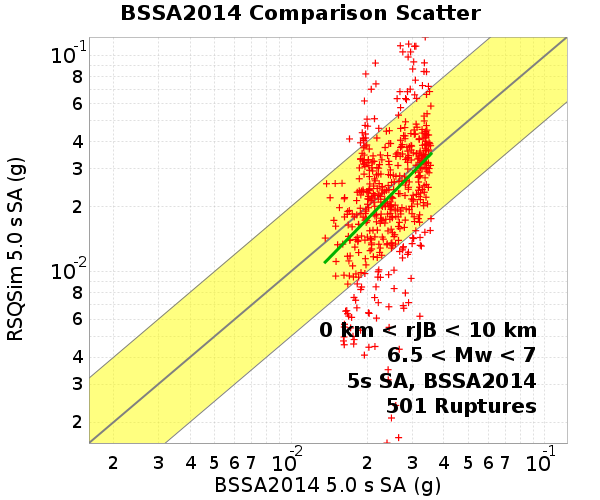 BSSA2014 Comparison Scatter
RSQSim 5.0 s SA (g)
10-1
8
6
4
3
2
10-2
8
6
4
3
2
0 km < rJB < 10 km
6.5 < Mw < 7
5s SA, BSSA2014
501 Ruptures
2 3 4 5 6 7 10-2 2 3 4 5 6 7 10-1
BSSA2014 5.0 s SA (g)